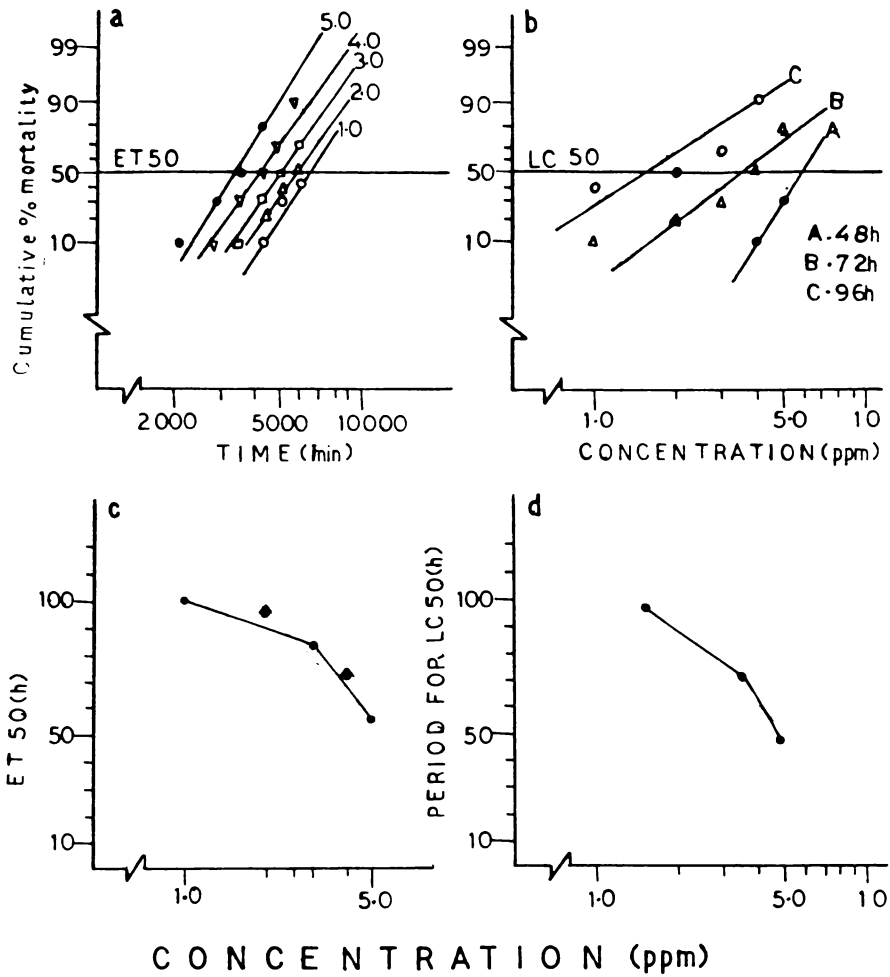 a
99
90
50
10
ET50
5.0
4.0
3.0
2.0
1.0
Cumulative % mortality
2000
5000
10000
TIME (min)
b
99
90
50
10
LC 50
C
B
A
A.48h
B.72h
C.96h
1.0
5.0
10
CONCENTRATION (ppm)
c
100
50
10
ET 50(h)
1.0
5.0
d
100
50
10
PERIOD FOR LC50(h)
1.0
5.0
10
CONCENTRATION (ppm)